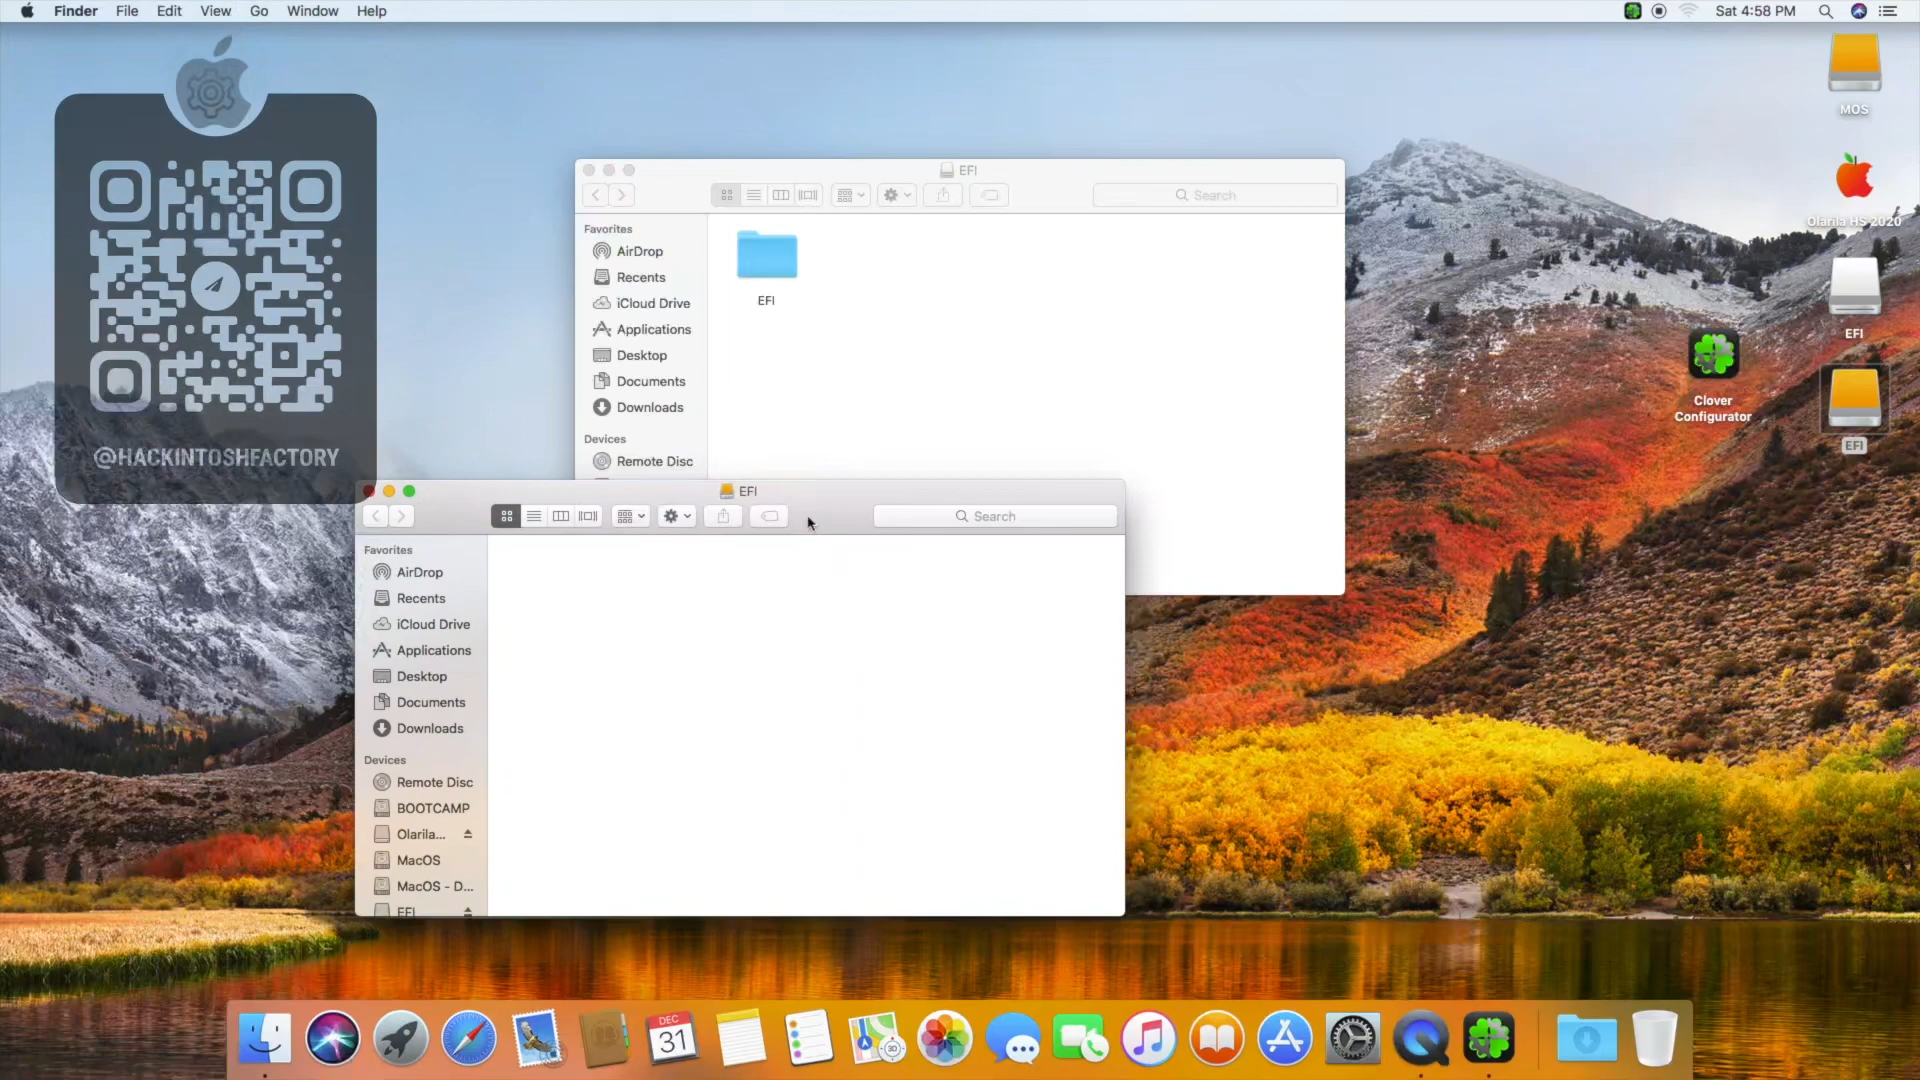 Finder File Edit View Go Window Help
Sat 4:58 PM
MOS
Olarila HS 2020
EFI
Clover
Configurator
EFI
@HACKINTOSHFACTORY
EFI
Search
Favorites
AirDrop
Recents
iCloud Drive
Applications
Desktop
Documents
Downloads
Devices
Remote Disc
EFI
EFI
Search
Favorites
AirDrop
Recents
iCloud Drive
Applications
Desktop
Documents
Downloads
Devices
Remote Disc
BOOTCAMP
Olarila...
MacOS
MacOS - D...
EFI
DEC
31
3D